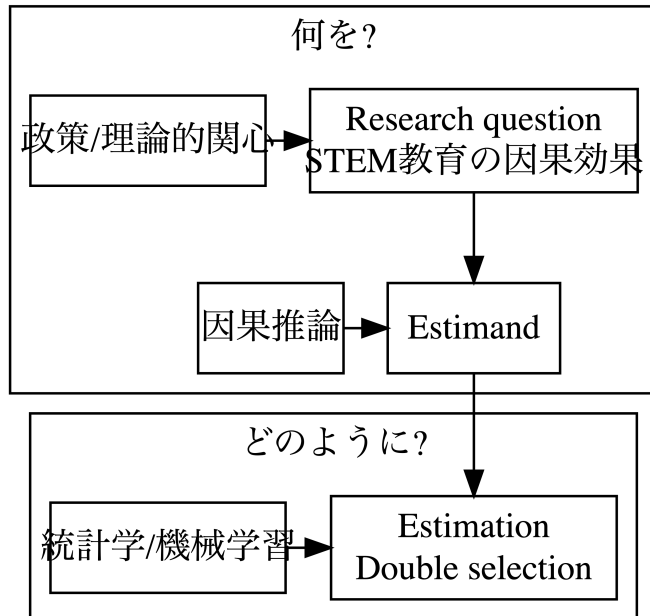 何を?
政策/理論的関心
Research question
STEM教育の因果効果
因果推論
Estimand
どのように?
統計学/機械学習
Estimation
Double selection